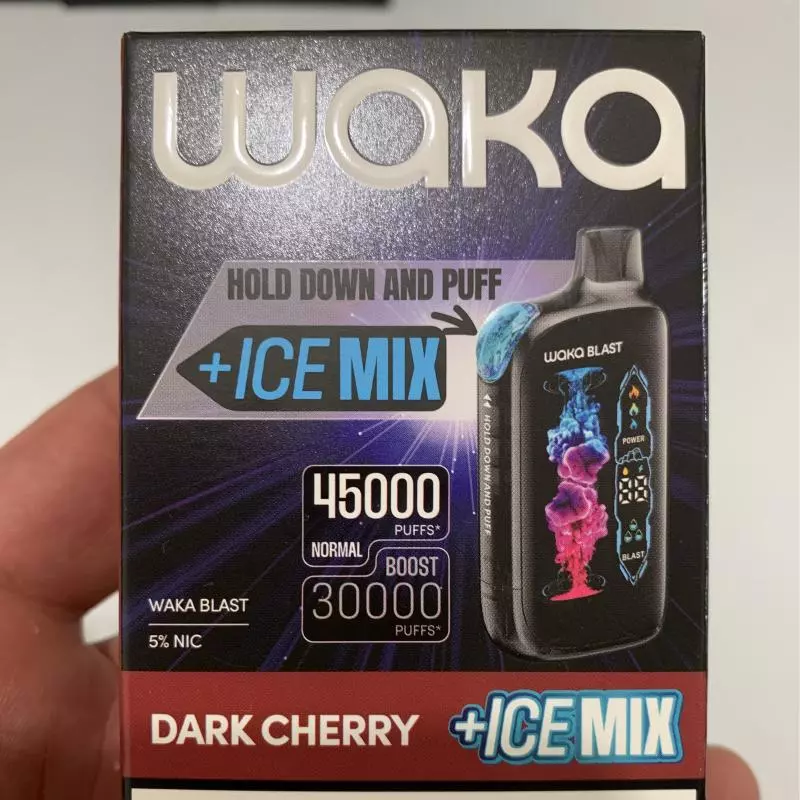 waka
HOLD DOWN AND PUFF
+ICE MIX
WAKA BLAST
POWER
HOLD DOWN AND PUFF
88
BLAST
45000
PUFFS*
NORMAL
BOOST
30000
PUFFS*
WAKA BLAST
5% NIC
DARK CHERRY +ICE MIX